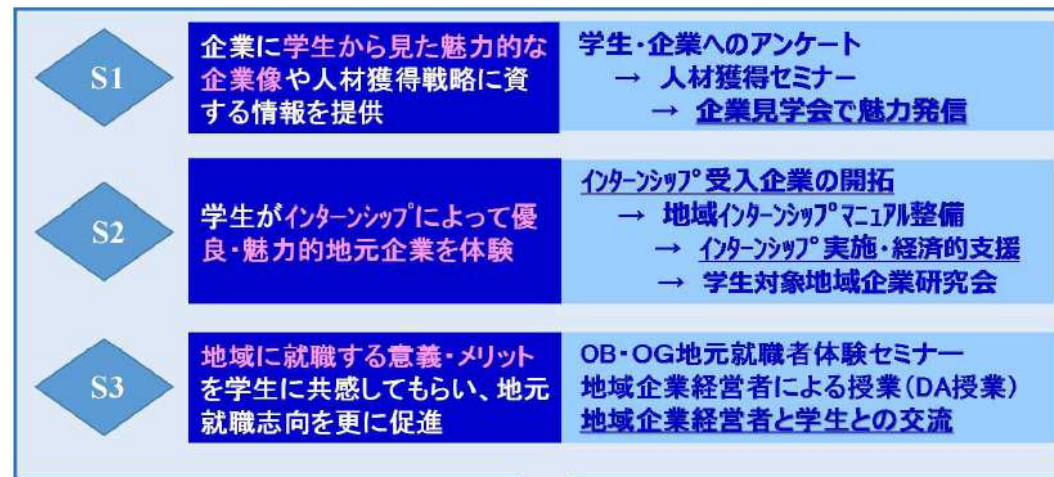 S1
企業に学生から見た魅力的な
企業像や人材獲得戦略に資
する情報を提供
学生・企業へのアンケート
→ 人材獲得セミナー
→ 企業見学会で魅力発信
S2
学生がｲﾝﾀｰﾝｼｯﾌﾟによって優
良・魅力的地元企業を体験
ｲﾝﾀｰﾝｼｯﾌﾟ受入企業の開拓
→ 地域ｲﾝﾀｰﾝｼｯﾌﾟﾏﾆｭｱﾙ整備
→ ｲﾝﾀｰﾝｼｯﾌﾟ実施・経済的支援
→ 学生対象地域企業研究会
S3
地域に就職する意義・メリット
を学生に共感してもらい、地元
就職志向を更に促進
OB・OG地元就職者体験セミナー
地域企業経営者による授業（DA授業）
地域企業経営者と学生との交流